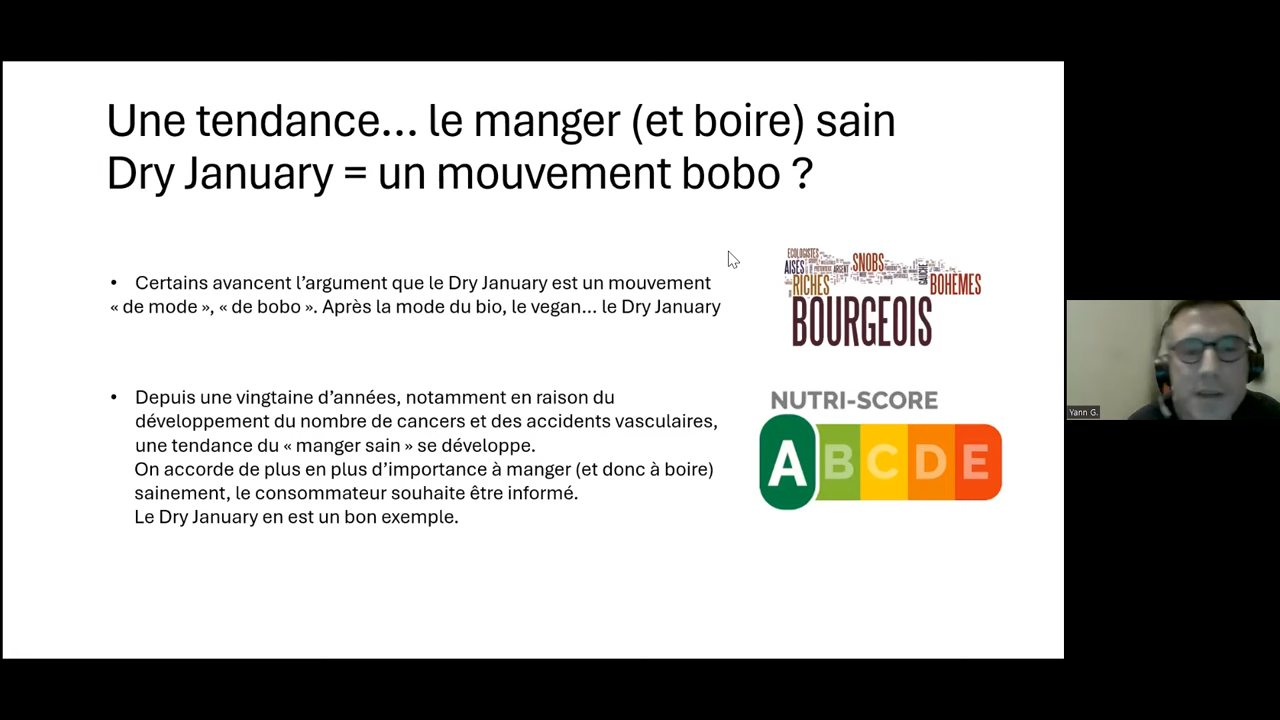 Une tendance... le manger (et boire) sain
Dry January = un mouvement bobo ?
• Certains avancent l’argument que le Dry January est un mouvement
« de mode », « de bobo ». Après la mode du bio, le vegan... le Dry January
ECOLOGISTES
AISÉS
ARGENT
SNOBS
GAUCHE
RICHES
BOHÈMES
BOURGEOIS
• Depuis une vingtaine d’années, notamment en raison du
développement du nombre de cancers et des accidents vasculaires,
une tendance du « manger sain » se développe.
On accorde de plus en plus d’importance à manger (et donc à boire)
sainement, le consommateur souhaite être informé.
Le Dry January en est un bon exemple.
NUTRI-SCORE
A B C D E
Yann G.